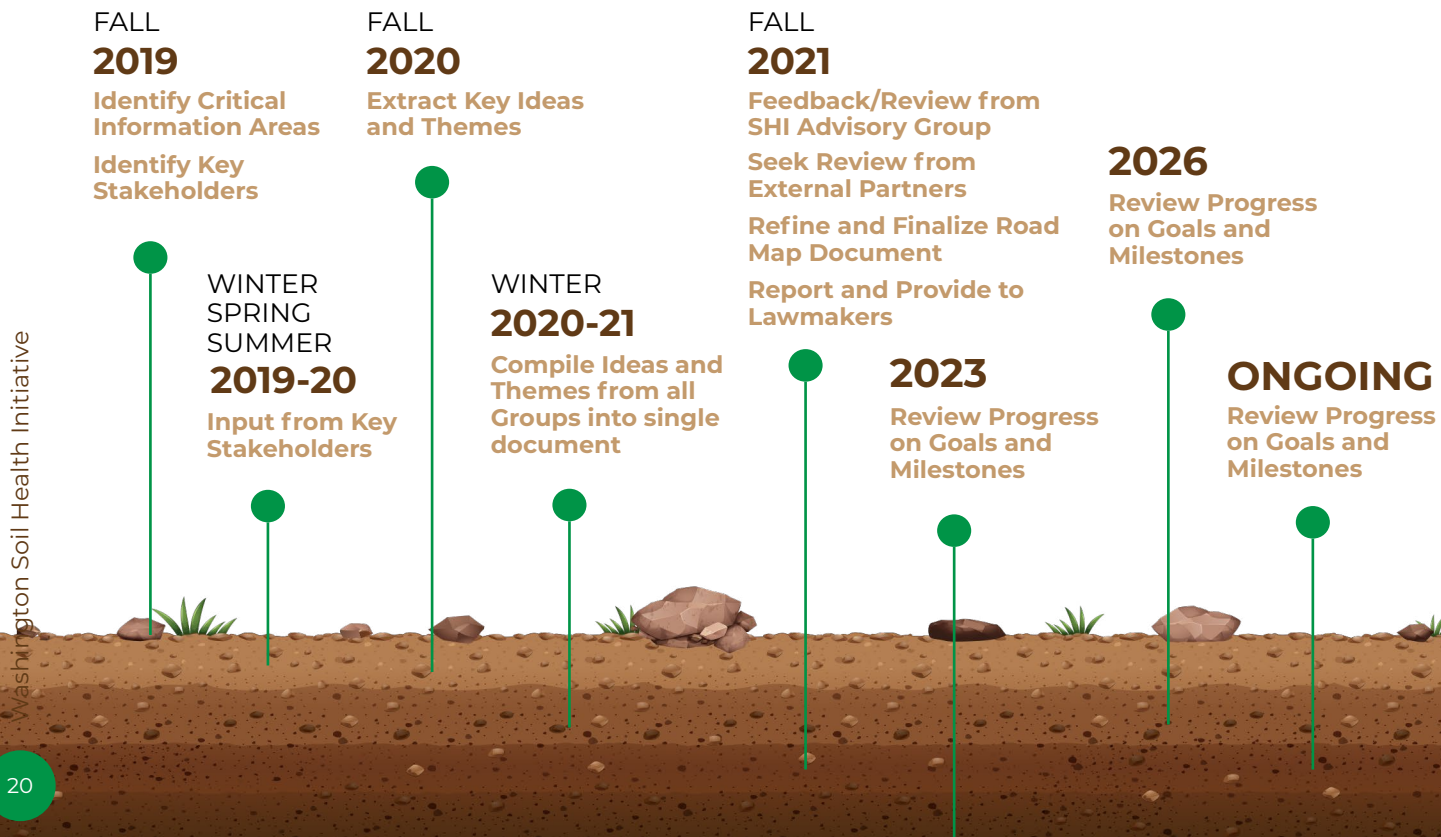 FALL
2019
Identify Critical
Information Areas
Identify Key
Stakeholders
WINTER
SPRING
SUMMER
2019-20
Input from Key
Stakeholders
FALL
2020
Extract Key Ideas
and Themes
WINTER
2020-21
Compile Ideas and
Themes from all
Groups into single
document
FALL
2021
Feedback/Review from
SHI Advisory Group
Seek Review from
External Partners
Refine and Finalize Road
Map Document
Report and Provide to
Lawmakers
2023
Review Progress
on Goals and
Milestones
2026
Review Progress
on Goals and
Milestones
ONGOING
Review Progress
on Goals and
Milestones
Washington Soil Health Initiative
20